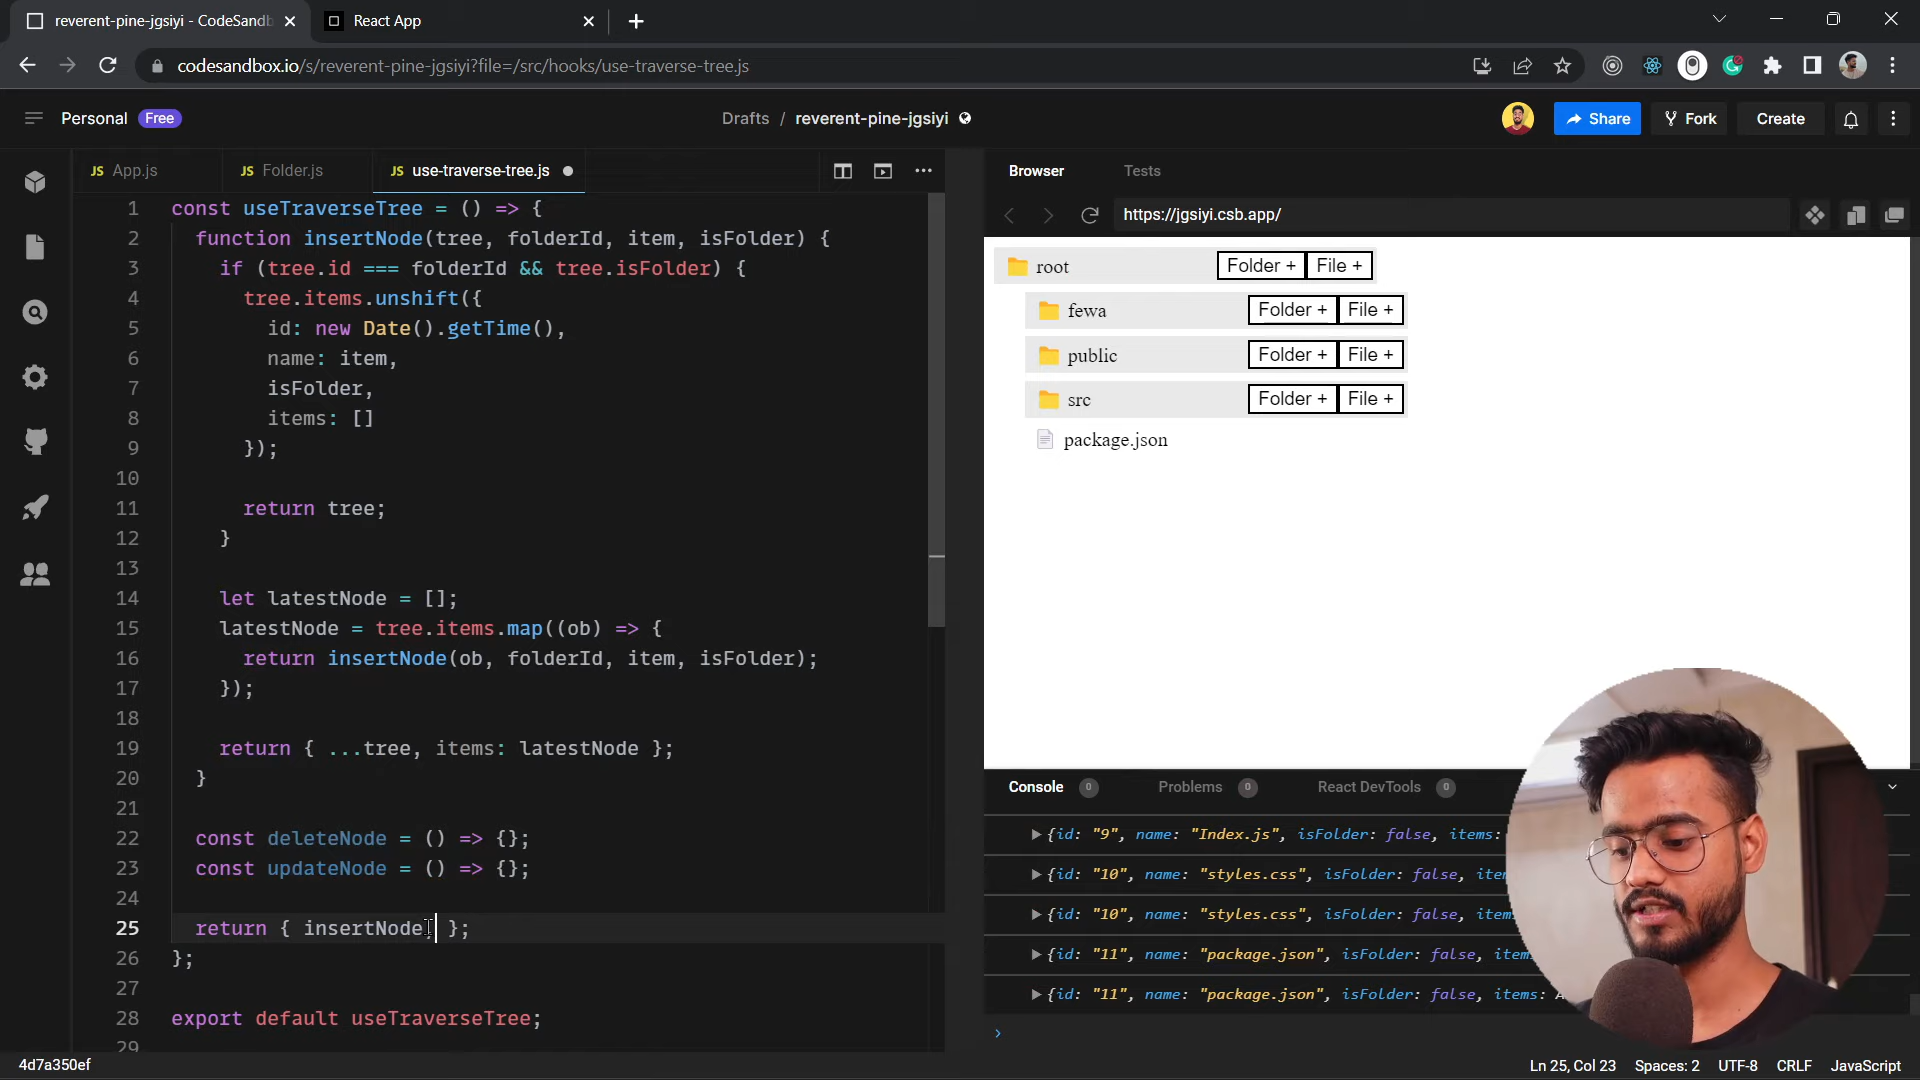 reverent-pine-jgsiyi - CodeSandb
React App
codesandbox.io/s/reverent-pine-jgsiyi?file=/src/hooks/use-traverse-tree.js
Personal Free
Drafts / reverent-pine-jgsiyi
Share
Fork
Create
JS App.js
JS Folder.js
JS use-traverse-tree.js
1 const useTraverseTree = () => {
2 function insertNode(tree, folderId, item, isFolder) {
3 if (tree.id === folderId && tree.isFolder) {
4 tree.items.unshift({
5 id: new Date().getTime(),
6 name: item,
7 isFolder,
8 items: []
9 });
10
11 return tree;
12 }
13
14 let latestNode = [];
15 latestNode = tree.items.map((ob) => {
16 return insertNode(ob, folderId, item, isFolder);
17 });
18
19 return { ...tree, items: latestNode };
20 }
21
22 const deleteNode = () => {};
23 const updateNode = () => {};
24
25 return { insertNode, };
26 };
27
28 export default useTraverseTree;
29
4d7a350ef
Browser
Tests
https://jgsiyi.csb.app/
root Folder + File +
fewa Folder + File +
public Folder + File +
src Folder + File +
package.json
Console 0
Problems 0
React DevTools 0
{id: "9", name: "Index.js", isFolder: false, items:
{id: "10", name: "styles.css", isFolder: false, iter
{id: "10", name: "styles.css", isFolder: false, iter
{id: "11", name: "package.json", isFolder: false, item
{id: "11", name: "package.json", isFolder: false, items: A
Ln 25, Col 23
Spaces: 2
UTF-8
CRLF
JavaScript